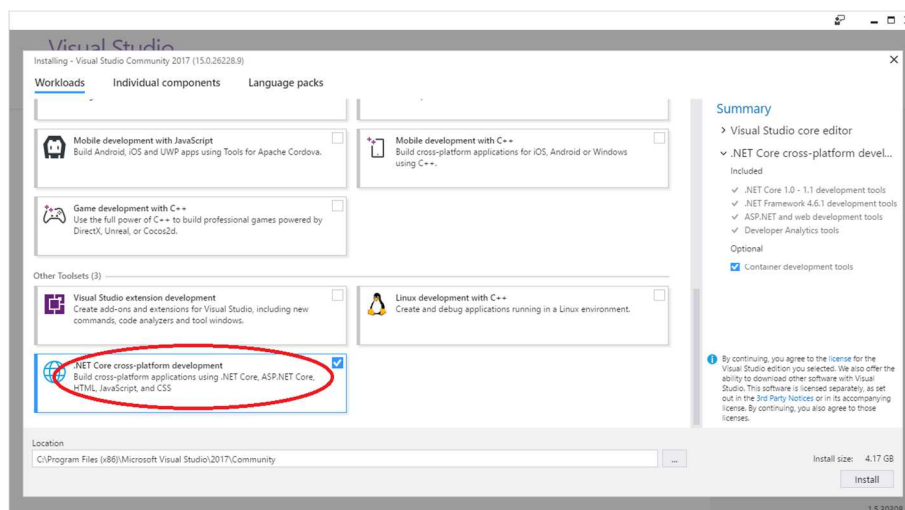 Visual Studio
Installing - Visual Studio Community 2017 (15.0.26228.9)
Workloads Individual components Language packs
Mobile development with JavaScript
Build Android, iOS and UWP apps using Tools for Apache Cordova.
Mobile development with C++
Build cross-platform applications for iOS, Android or Windows
using C++.
Game development with C++
Use the full power of C++ to build professional games powered by
DirectX, Unreal, or Cocos2d.
Other Toolsets (3)
Visual Studio extension development
Create add-ons and extensions for Visual Studio, including new
commands, code analyzers and tool windows.
Linux development with C++
Create and debug applications running in a Linux environment.
.NET Core cross-platform development
Build cross-platform applications using .NET Core, ASP.NET Core,
HTML, JavaScript, and CSS
Summary
Visual Studio core editor
.NET Core cross-platform devel...
Included
.NET Core 1.0 - 1.1 development tools
.NET Framework 4.6.1 development tools
ASP.NET and web development tools
Developer Analytics tools
Optional
Container development tools
By continuing, you agree to the license for the
Visual Studio edition you selected. We also offer the
ability to download other software with Visual
Studio. This software is licensed separately, as set
out in the 3rd Party Notices or in its accompanying
license. By continuing, you also agree to those
licenses.
Location
C:\Program Files (x86)\Microsoft Visual Studio\2017\Community
...
Install size: 4.17 GB
Install